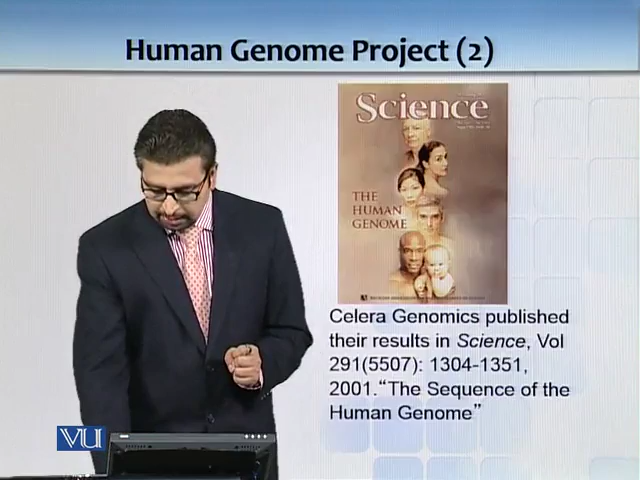 Human Genome Project (2)
Science
THE
HUMAN
GENOME
Celera Genomics published
their results in Science, Vol
291(5507): 1304-1351,
2001.“The Sequence of the
Human Genome”
VU